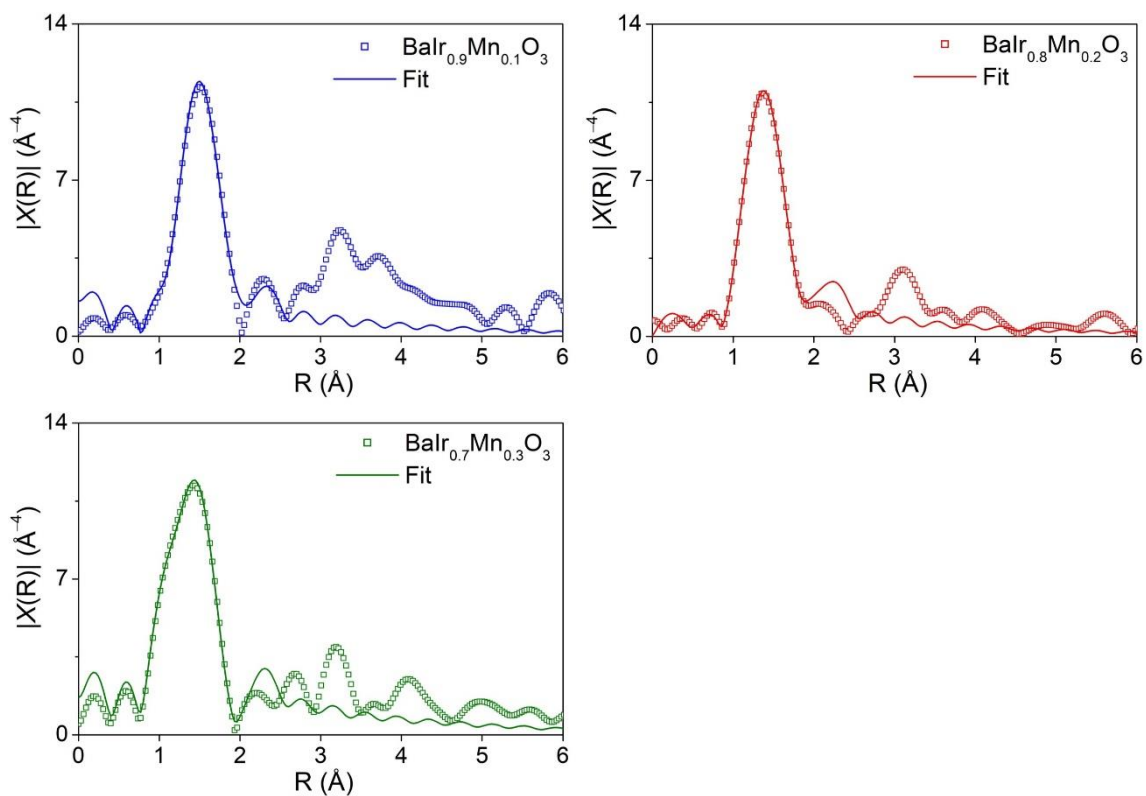 14
BaIr0.9Mn0.1O3
Fit
|X(R)| (Å−4)
7
0
0 1 2 3 4 5 6
R (Å)
14
BaIr0.8Mn0.2O3
Fit
|X(R)| (Å−4)
7
0
0 1 2 3 4 5 6
R (Å)
14
BaIr0.7Mn0.3O3
Fit
|X(R)| (Å−4)
7
0
0 1 2 3 4 5 6
R (Å)